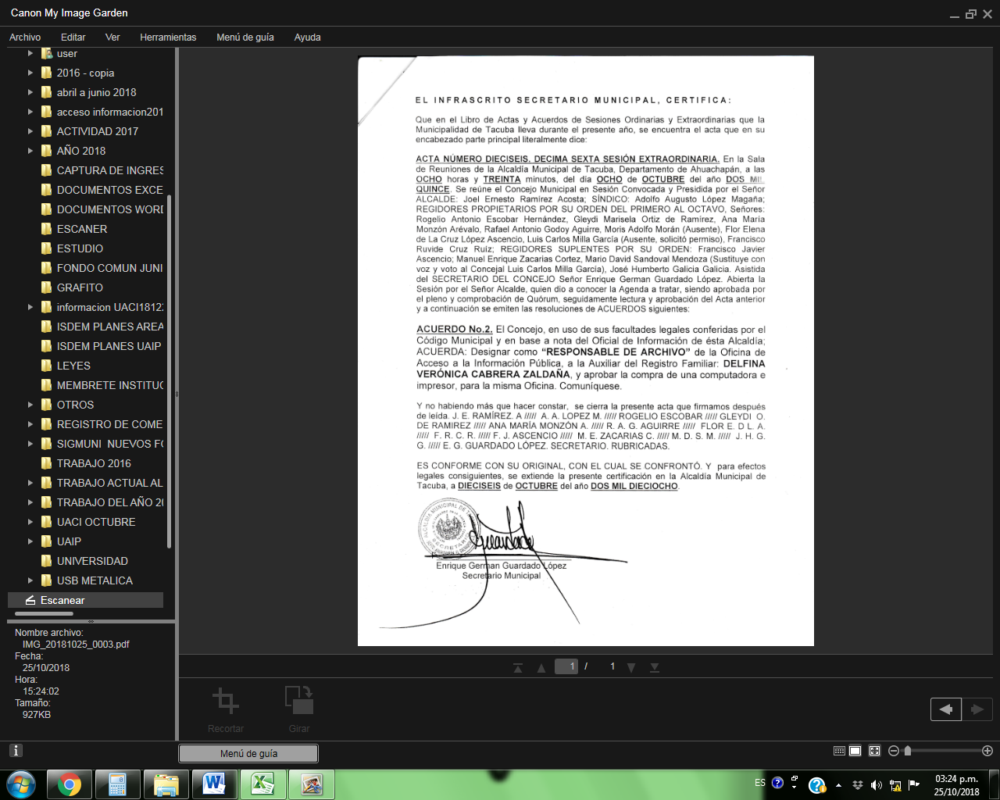 Canon My Image Garden
Archivo Editar Ver Herramientas Menú de guía Ayuda
user
2016 - copia
abril a junio 2018
acceso informacion201
ACTIVIDAD 2017
AÑO 2018
CAPTURA DE INGRES
DOCUMENTOS EXCE
DOCUMENTOS WORD
ESCANER
ESTUDIO
FONDO COMUN JUNI
GRAFITO
informacion UACI1812
ISDEM PLANES AREA
ISDEM PLANES UAIP
LEYES
MEMBRETE INSTITUC
OTROS
REGISTRO DE COME
SIGMUNI NUEVOS FO
TRABAJO 2016
TRABAJO ACTUAL AL
TRABAJO DEL AÑO 20
UACI OCTUBRE
UAIP
UNIVERSIDAD
USB METALICA
Escanear
Nombre archivo:
IMG_20181025_0003.pdf
Fecha:
25/10/2018
Hora:
15:24:02
Tamaño:
927KB
EL INFRASCRITO SECRETARIO MUNICIPAL, CERTIFICA:
Que en el Libro de Actas y Acuerdos de Sesiones Ordinarias y Extraordinarias que la
Municipalidad de Tacuba lleva durante el presente año, se encuentra el acta que en su
encabezado parte principal literalmente dice:
ACTA NÚMERO DIECISEIS. DECIMA SEXTA SESIÓN EXTRAORDINARIA. En la Sala
de Reuniones de la Alcaldía Municipal de Tacuba, Departamento de Ahuachapán, a las
OCHO horas y TREINTA minutos, del día OCHO de OCTUBRE del año DOS MIL
QUINCE. Se reúne el Concejo Municipal en Sesión Convocada y Presidida por el Señor
ALCALDE: Joel Ernesto Ramírez Acosta; SÍNDICO: Adolfo Augusto López Magaña;
REGIDORES PROPIETARIOS POR SU ORDEN DEL PRIMERO AL OCTAVO, Señores:
Rogelio Antonio Escobar Hernández, Gleydi Marisela Ortiz de Ramírez, Ana María
Monzón Arévalo, Rafael Antonio Godoy Aguirre, Moris Adolfo Morán (Ausente), Flor Elena
de La Cruz López Ascencio, Luis Carlos Milla García (Ausente, solicitó permiso), Francisco
Ruvide Cruz Ruíz; REGIDORES SUPLENTES POR SU ORDEN: Francisco Javier
Ascencio; Manuel Enrique Zacarias Cortez, Mario David Sandoval Mendoza (Sustituye con
voz y voto al Concejal Luis Carlos Milla García), José Humberto Galicia Galicia. Asistida
del SECRETARIO DEL CONCEJO Señor Enrique German Guardado López. Abierta la
Sesión por el Señor Alcalde, quien dio a conocer la Agenda a tratar, siendo aprobada por
el pleno y comprobación de Quórum, seguidamente lectura y aprobación del Acta anterior
y a continuación se emiten las resoluciones de ACUERDOS siguientes:
ACUERDO No.2. El Concejo, en uso de sus facultades legales conferidas por el
Código Municipal y en base a nota del Oficial de Información de ésta Alcaldía;
ACUERDA: Designar como “RESPONSABLE DE ARCHIVO” de la Oficina de
Acceso a la Información Pública, a la Auxiliar del Registro Familiar: DELFINA
VERÓNICA CABRERA ZALDAÑA, y aprobar la compra de una computadora e
impresor, para la misma Oficina. Comuníquese.
Y no habiendo más que hacer constar, se cierra la presente acta que firmamos después
de leída. J. E. RAMÍREZ. A ///// A. A. LOPEZ M. ///// ROGELIO ESCOBAR ///// GLEYDI O.
DE RAMIREZ ///// ANA MARÍA MONZÓN A. ///// R. A. G. AGUIRRE ///// FLOR E. D L. A.
///// F. R. C. R. ///// F. J. ASCENCIO ///// M. E. ZACARIAS C. ///// M. D. S. M. ///// J. H. G.
G. ///// E. G. GUARDADO LÓPEZ. SECRETARIO. RUBRICADAS.
ES CONFORME CON SU ORIGINAL, CON EL CUAL SE CONFRONTÓ. Y para efectos
legales consiguientes, se extiende la presente certificación en la Alcaldía Municipal de
Tacuba, a DIECISEIS de OCTUBRE del año DOS MIL DIECIOCHO.
ALCALDIA MUNICIPAL DE
SECRETARIO
Guardado
Enrique German Guardado López
Secretario Municipal
1 / 1
Recortar Girar
Menú de guía
ES
03:24 p.m.
25/10/2018